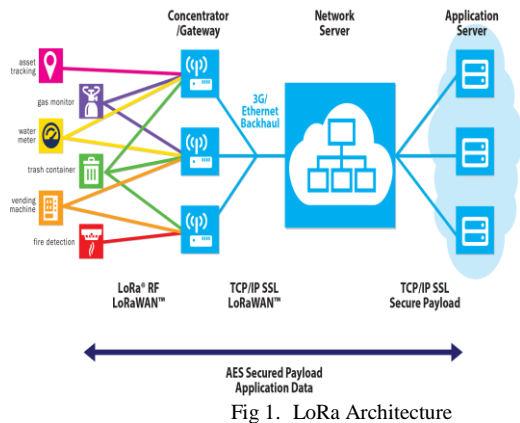 Concentrator
/Gateway
Network
Server
Application
Server
asset
tracking
gas monitor
water
meter
trash container
vending
machine
fire detection
3G/
Ethernet
Backhaul
LoRa® RF
LoRaWAN™
TCP/IP SSL
LoRaWAN™
TCP/IP SSL
Secure Payload
AES Secured Payload
Application Data
Fig 1. LoRa Architecture